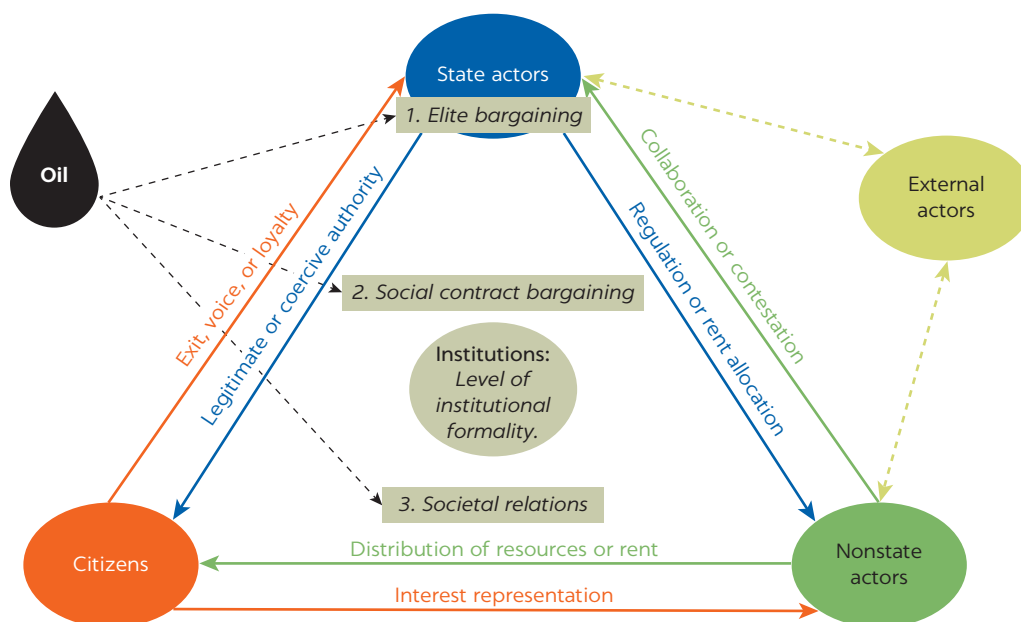 State actors
1. Elite bargaining
Oil
External
actors
Exit, voice, or loyalty
Legitimate or coercive authority
Collaboration or contestation
Regulation or rent allocation
2. Social contract bargaining
Institutions:
Level of
institutional
formality.
3. Societal relations
Citizens
Distribution of resources or rent
Interest representation
Nonstate
actors